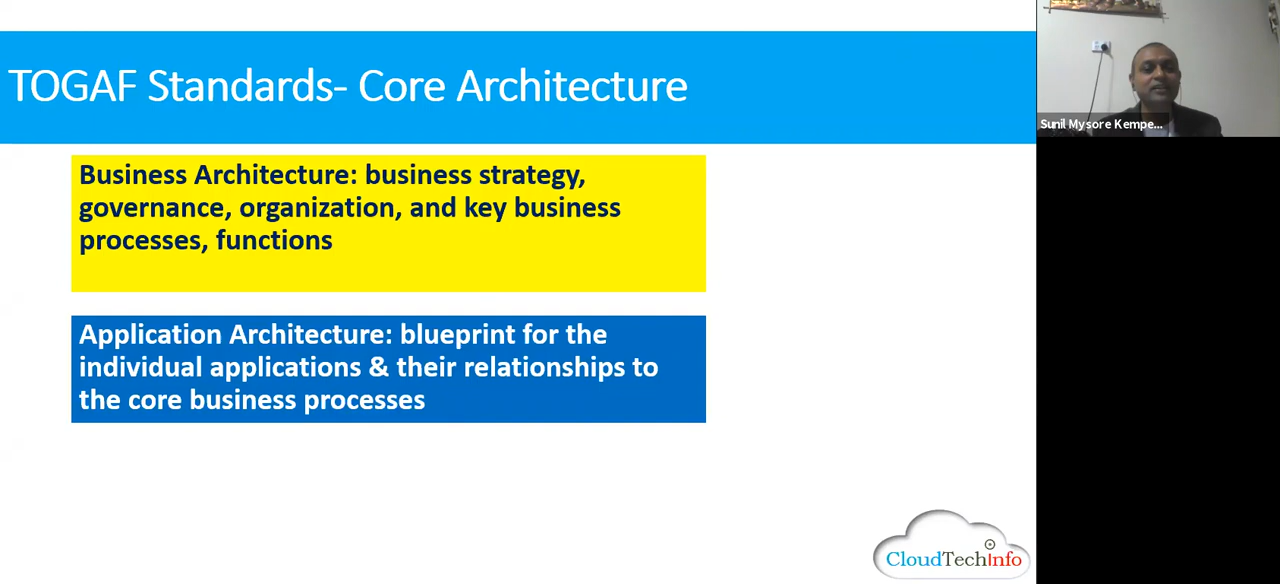 TOGAF Standards- Core Architecture
Sunil Mysore Kempe...
Business Architecture: business strategy,
governance, organization, and key business
processes, functions
Application Architecture: blueprint for the
individual applications & their relationships to
the core business processes
CloudTechInfo